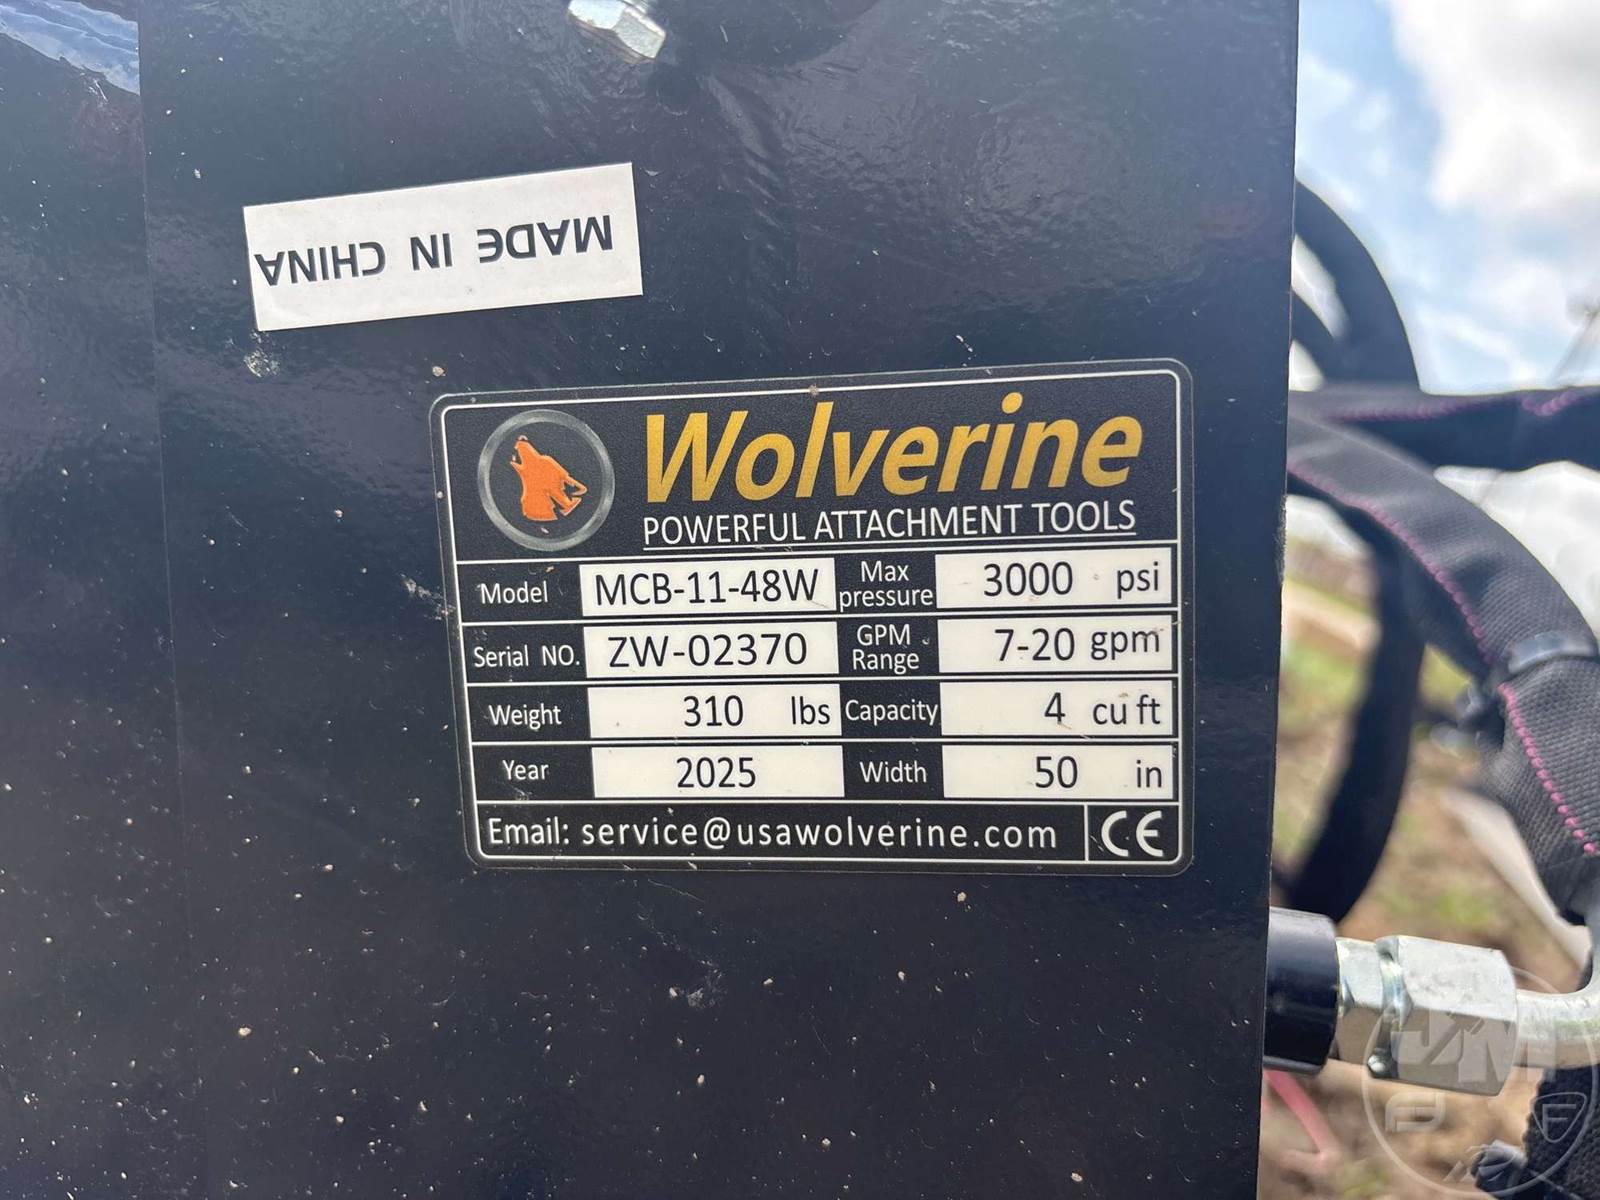 MADE IN CHINA
Wolverine
POWERFUL ATTACHMENT TOOLS
Model MCB-11-48W Max pressure 3000 psi
Serial NO. ZW-02370 GPM Range 7-20 gpm
Weight 310 lbs Capacity 4 cu ft
Year 2025 Width 50 in
Email: service@usawolverine.com CE
JM
F